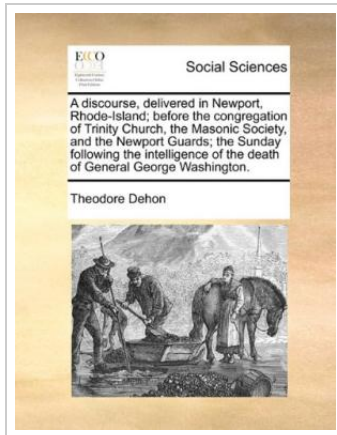 ECCO
Social Sciences
A discourse, delivered in Newport,
Rhode-Island; before the congregation
of Trinity Church, the Masonic Society,
and the Newport Guards; the Sunday
following the intelligence of the death
of General George Washington.
Theodore Dehon